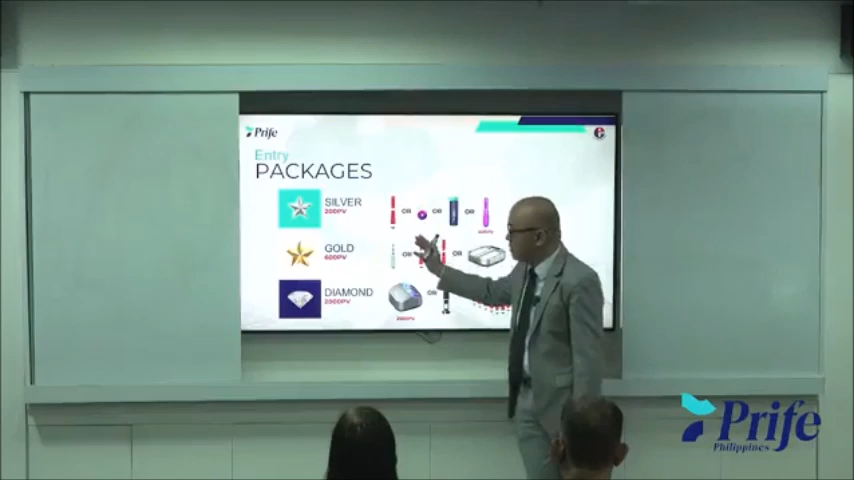 Prife
Entry
PACKAGES
SILVER
200PV
OR OR OR
GOLD
600PV
OR OR
DIAMOND
2000PV
OR
Prife
Philippines